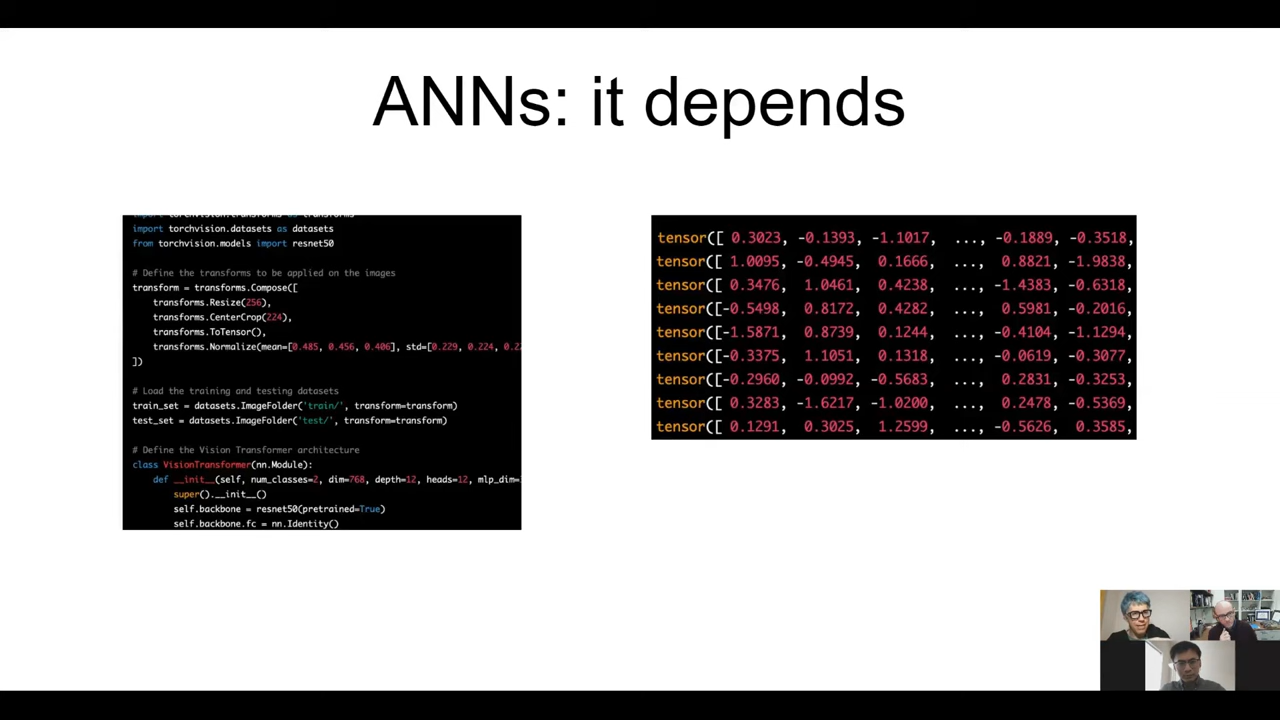 ANNs: it depends
import torchvision.transforms as transforms
import torchvision.datasets as datasets
from torchvision.models import resnet50
# Define the transforms to be applied on the images
transform = transforms.Compose([
transforms.Resize(256),
transforms.CenterCrop(224),
transforms.ToTensor(),
transforms.Normalize(mean=[0.485, 0.456, 0.406], std=[0.229, 0.224, 0.22
])
# Load the training and testing datasets
train_set = datasets.ImageFolder('train/', transform=transform)
test_set = datasets.ImageFolder('test/', transform=transform)
# Define the Vision Transformer architecture
class VisionTransformer(nn.Module):
def __init__(self, num_classes=2, dim=768, depth=12, heads=12, mlp_dim=
super().__init__()
self.backbone = resnet50(pretrained=True)
self.backbone.fc = nn.Identity()
tensor([ 0.3023, -0.1393, -1.1017, ..., -0.1889, -0.3518,
tensor([ 1.0095, -0.4945, 0.1666, ..., 0.8821, -1.9838,
tensor([ 0.3476, 1.0461, 0.4238, ..., -1.4383, -0.6318,
tensor([-0.5498, 0.8172, 0.4282, ..., 0.5981, -0.2016,
tensor([-1.5871, 0.8739, 0.1244, ..., -0.4104, -1.1294,
tensor([-0.3375, 1.1051, 0.1318, ..., -0.0619, -0.3077,
tensor([-0.2960, -0.0992, -0.5683, ..., 0.2831, -0.3253,
tensor([ 0.3283, -1.6217, -1.0200, ..., 0.2478, -0.5369,
tensor([ 0.1291, 0.3025, 1.2599, ..., -0.5626, 0.3585,